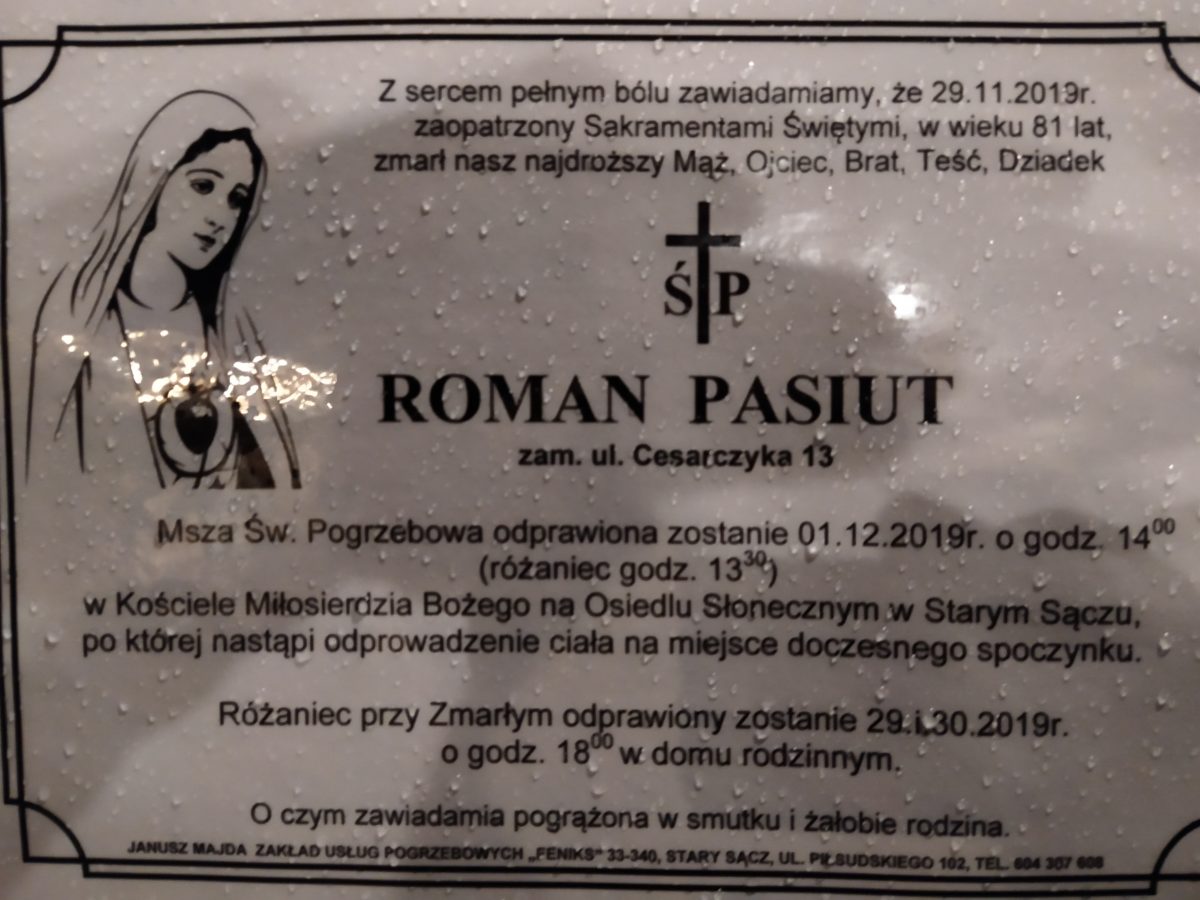 Z sercem pełnym bólu zawiadamiamy, że 29.11.2019r.
zaopatrzony Sakramentami Świętymi, w wieku 81 lat,
zmarł nasz najdroższy Mąż, Ojciec, Brat, Teść, Dziadek
Ś P
ROMAN PASIUT
zam. ul. Cesarczyka 13
Msza Św. Pogrzebowa odprawiona zostanie 01.12.2019r. o godz. 14⁰⁰
(różaniec godz. 13³⁰)
w Kościele Miłosierdzia Bożego na Osiedlu Słonecznym w Starym Sączu,
po której nastąpi odprowadzenie ciała na miejsce doczesnego spoczynku.
Różaniec przy Zmarłym odprawiony zostanie 29.i.30.2019r.
o godz. 18⁰⁰ w domu rodzinnym.
O czym zawiadamia pogrążona w smutku i żałobie rodzina.
JANUSZ MAJDA ZAKŁAD USŁUG POGRZEBOWYCH „FENIKS" 33-340, STARY SĄCZ, UL. PIŁSUDSKIEGO 102, TEL. 604 307 608